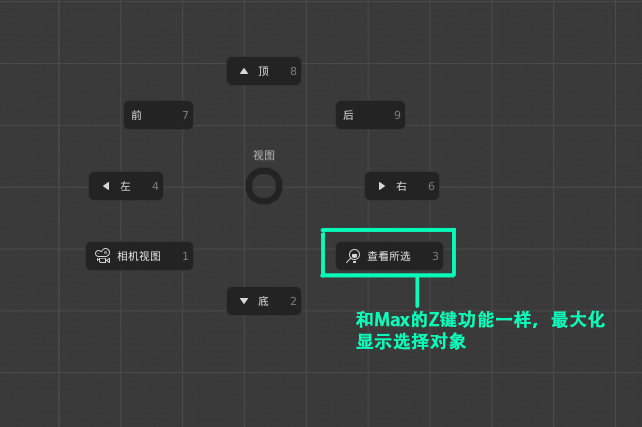 顶 8
前 7
后 9
视图
左 4
右 6
相机视图 1
查看所选 3
底 2
和Max的Z键功能一样，最大化
显示选择对象